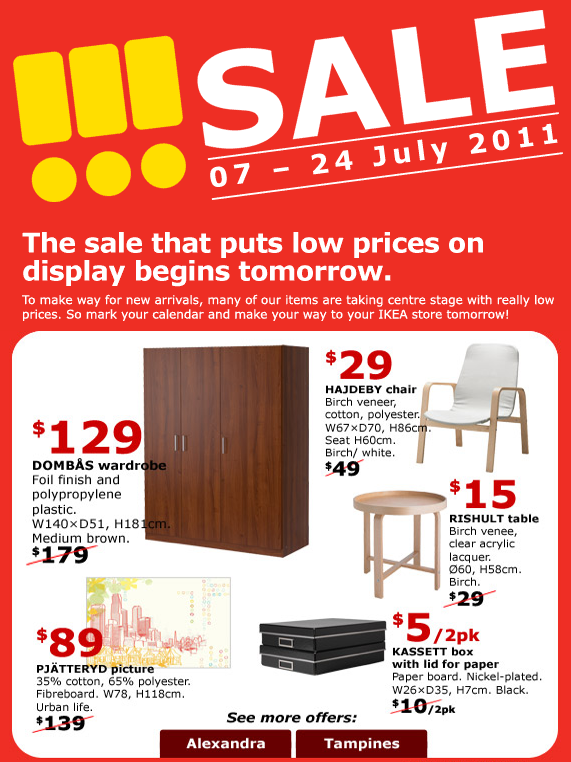 !!! SALE
07 – 24 July 2011
The sale that puts low prices on
display begins tomorrow.
To make way for new arrivals, many of our items are taking centre stage with really low
prices. So mark your calendar and make your way to your IKEA store tomorrow!
$129
DOMBÅS wardrobe
Foil finish and
polypropylene
plastic.
W140×D51, H181cm.
Medium brown.
$179
$29
HAJDEBY chair
Birch veneer,
cotton, polyester.
W67×D70, H86cm.
Seat H60cm.
Birch/ white.
$49
$15
RISHULT table
Birch venee,
clear acrylic
lacquer.
Ø60, H58cm.
Birch.
$29
$89
PJÄTTERYD picture
35% cotton, 65% polyester.
Fibreboard. W78, H118cm.
Urban life.
$139
$5/2pk
KASSETT box
with lid for paper
Paper board. Nickel-plated.
W26×D35, H7cm. Black.
$10/2pk
See more offers:
Alexandra
Tampines